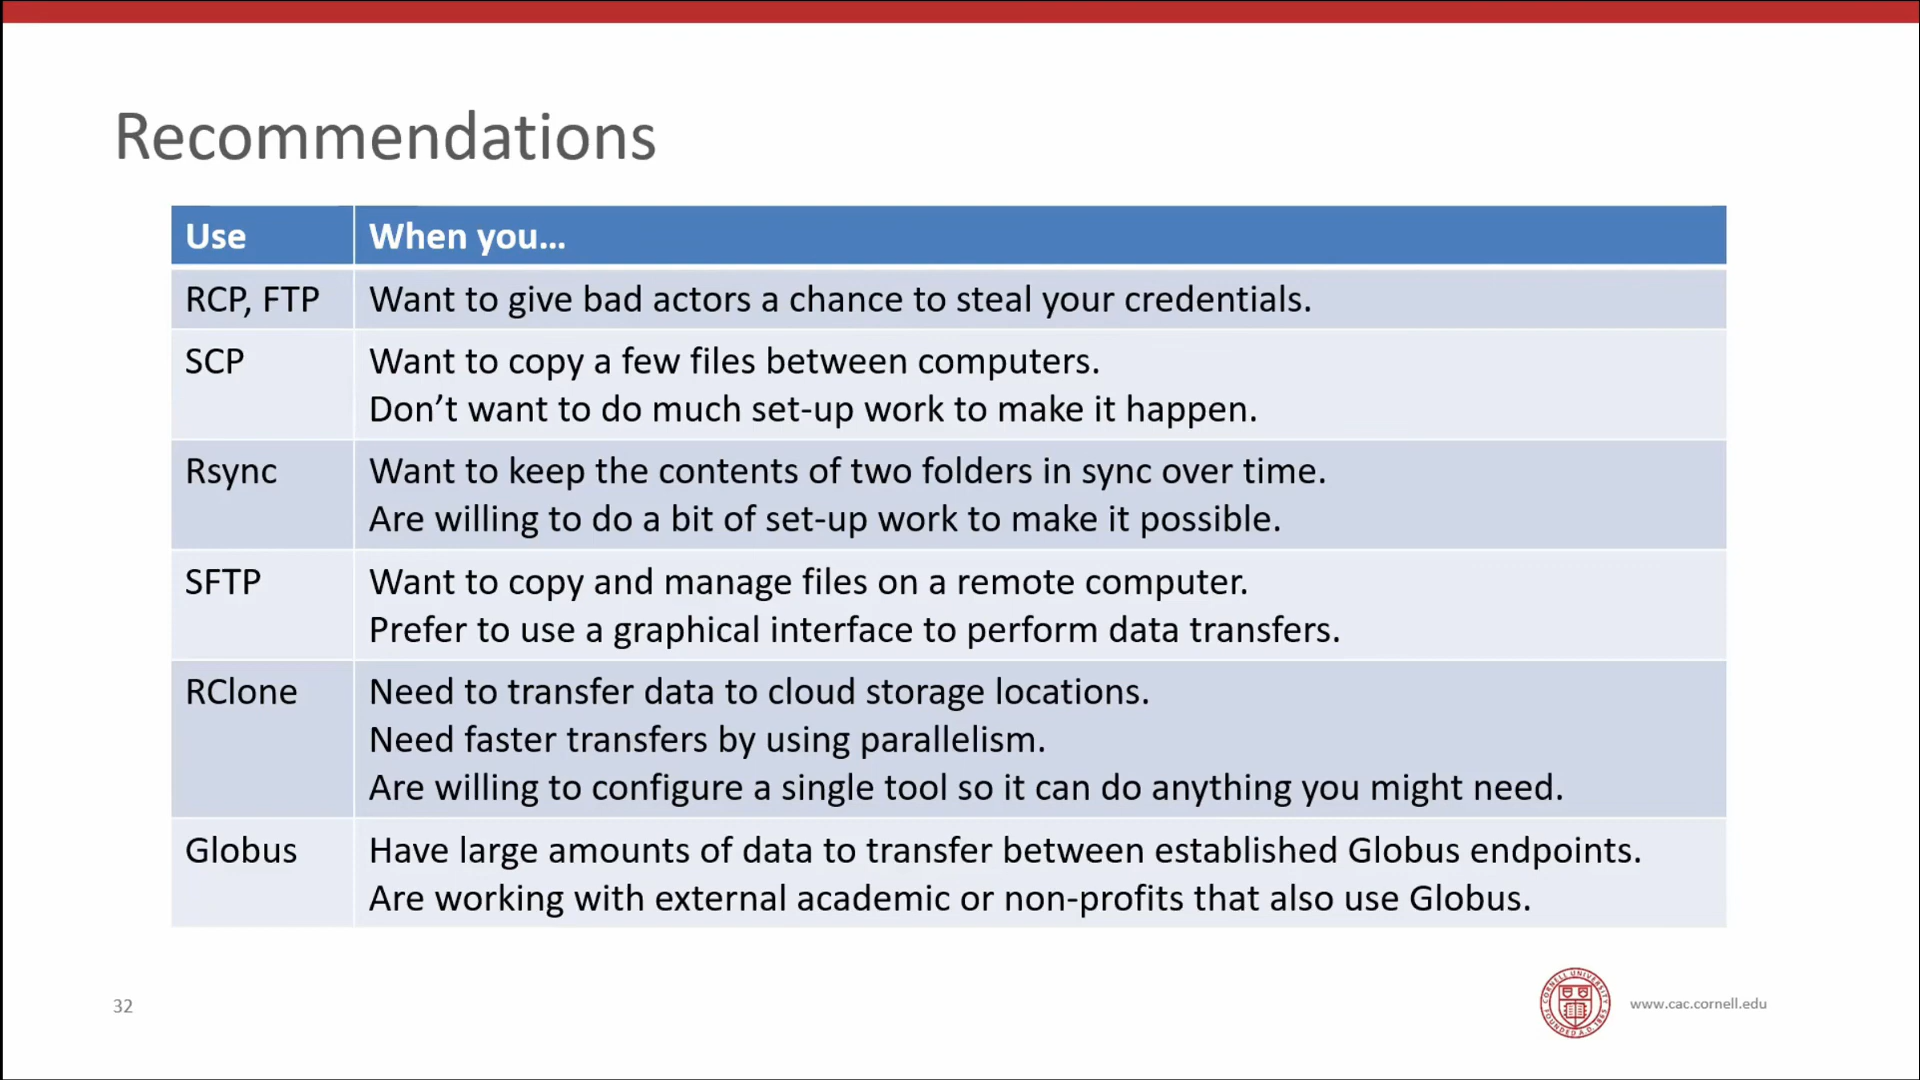 Recommendations
Use
When you...
RCP, FTP
Want to give bad actors a chance to steal your credentials.
SCP
Want to copy a few files between computers.
Don’t want to do much set-up work to make it happen.
Rsync
Want to keep the contents of two folders in sync over time.
Are willing to do a bit of set-up work to make it possible.
SFTP
Want to copy and manage files on a remote computer.
Prefer to use a graphical interface to perform data transfers.
RClone
Need to transfer data to cloud storage locations.
Need faster transfers by using parallelism.
Are willing to configure a single tool so it can do anything you might need.
Globus
Have large amounts of data to transfer between established Globus endpoints.
Are working with external academic or non-profits that also use Globus.
32
CORNELL UNIVERSITY
FOUNDED A.D. 1865
www.cac.cornell.edu